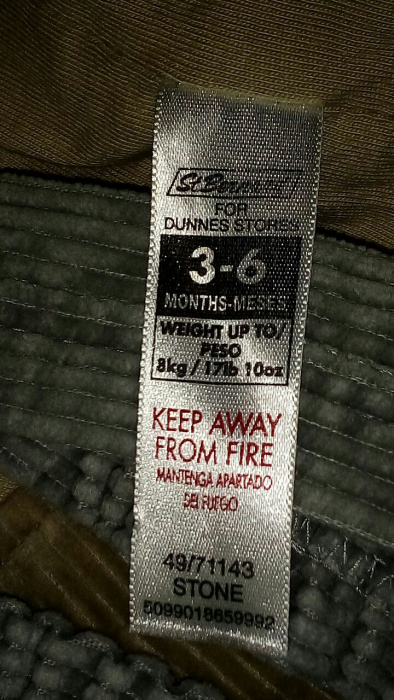 St.Bernard
FOR
DUNNES STORES
3-6
MONTHS-MESES
WEIGHT UP TO/
PESO
8kg / 17lb 10oz
KEEP AWAY
FROM FIRE
MANTENGA APARTADO
DEL FUEGO
49/71143
STONE
5099018659992